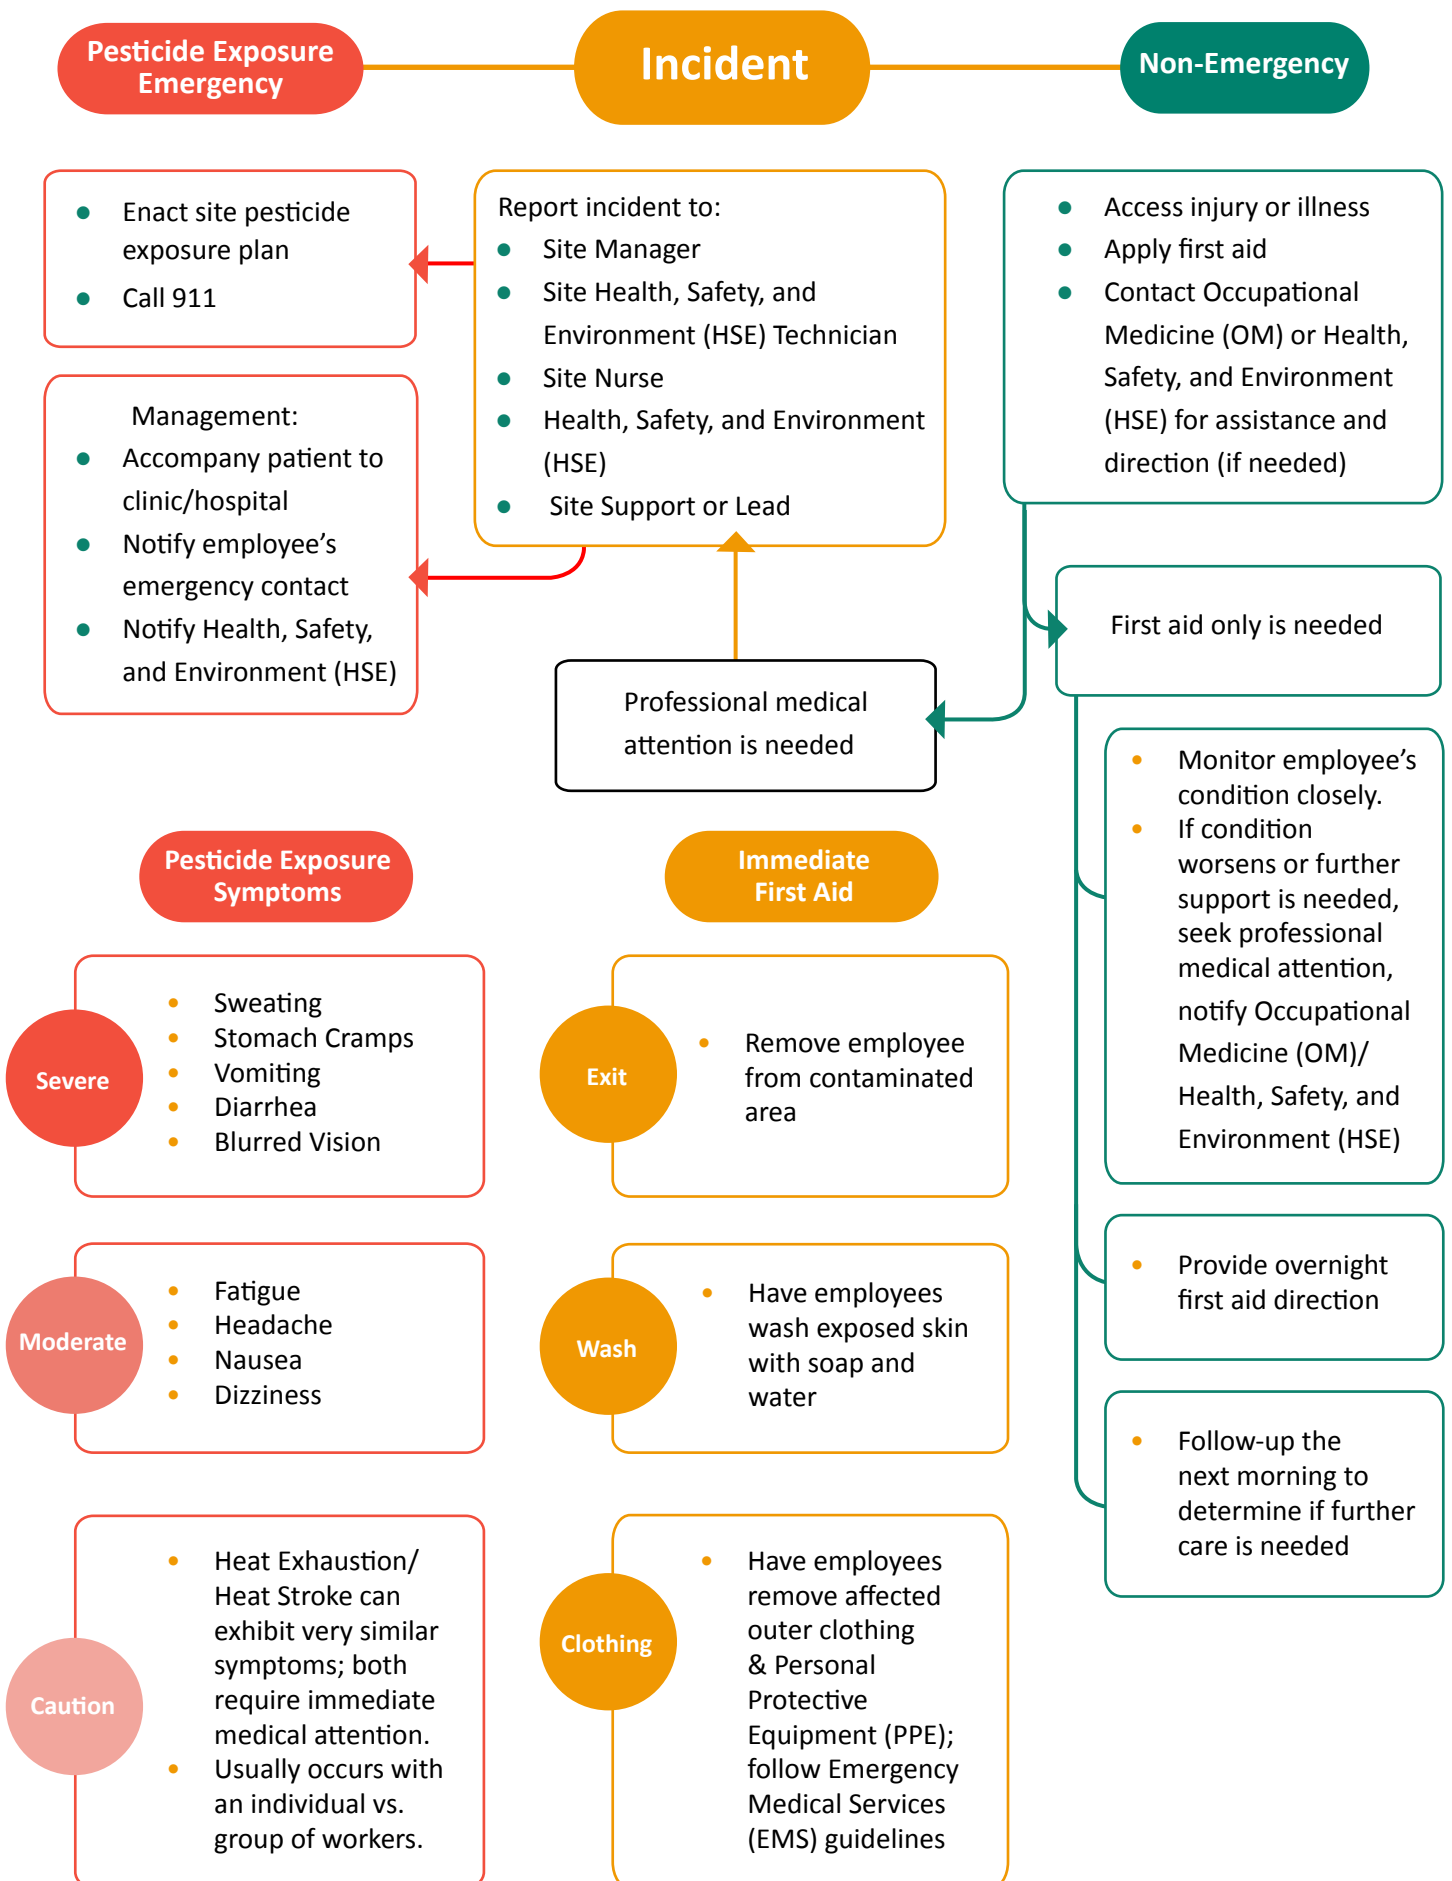 Pesticide Exposure
Emergency
Incident
Non-Emergency
● Enact site pesticide
exposure plan
● Call 911
Management:
● Accompany patient to
clinic/hospital
● Notify employee’s
emergency contact
● Notify Health, Safety,
and Environment (HSE)
Report incident to:
● Site Manager
● Site Health, Safety, and
Environment (HSE) Technician
● Site Nurse
● Health, Safety, and Environment
(HSE)
● Site Support or Lead
Professional medical
attention is needed
● Access injury or illness
● Apply first aid
● Contact Occupational
Medicine (OM) or Health,
Safety, and Environment
(HSE) for assistance and
direction (if needed)
First aid only is needed
• Monitor employee’s
condition closely.
• If condition
worsens or further
support is needed,
seek professional
medical attention,
notify Occupational
Medicine (OM)/
Health, Safety, and
Environment (HSE)
• Provide overnight
first aid direction
• Follow-up the
next morning to
determine if further
care is needed
Pesticide Exposure
Symptoms
Severe
• Sweating
• Stomach Cramps
• Vomiting
• Diarrhea
• Blurred Vision
Moderate
• Fatigue
• Headache
• Nausea
• Dizziness
Caution
• Heat Exhaustion/
Heat Stroke can
exhibit very similar
symptoms; both
require immediate
medical attention.
• Usually occurs with
an individual vs.
group of workers.
Immediate
First Aid
Exit
• Remove employee
from contaminated
area
Wash
• Have employees
wash exposed skin
with soap and
water
Clothing
• Have employees
remove affected
outer clothing
& Personal
Protective
Equipment (PPE);
follow Emergency
Medical Services
(EMS) guidelines